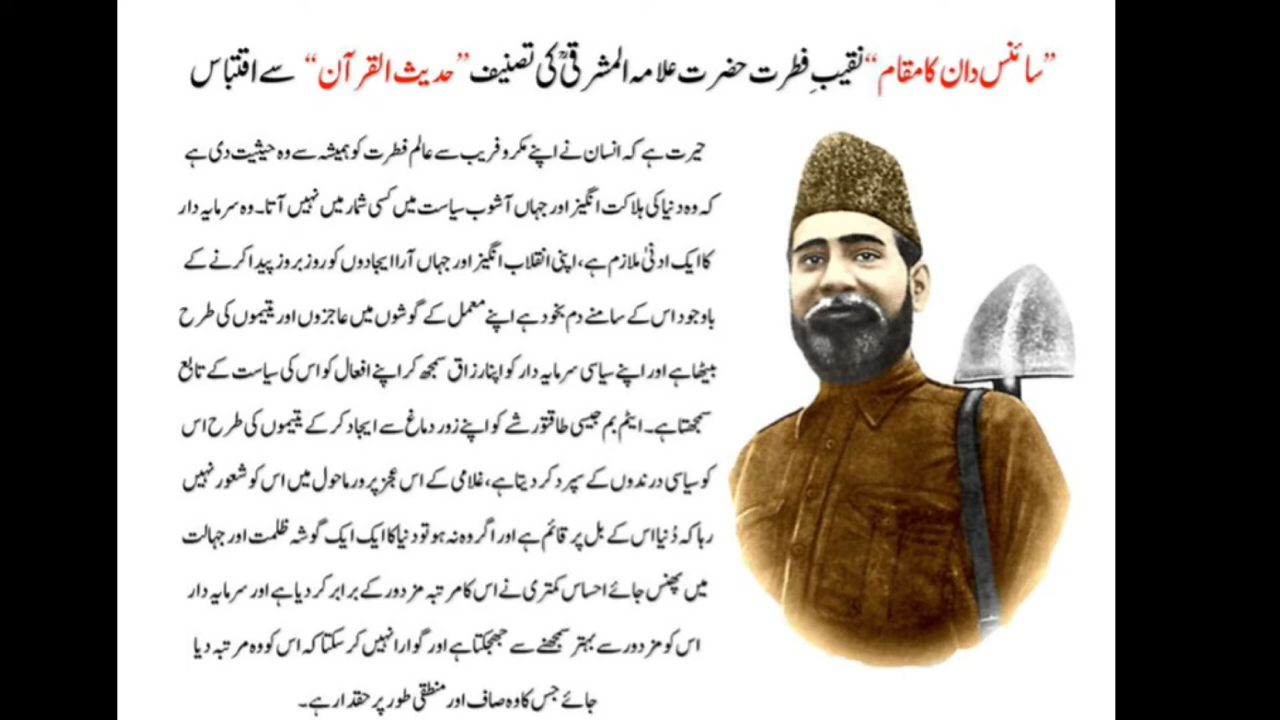 ”سائنس دان کا مقام“ نقیبِ فطرت حضرت علامہ المشرقیؒ کی تصنیف ”حدیث القرآن“ سے اقتباس
حیرت ہے کہ انسان نے اپنے مکر و فریب سے عالم فطرت کو ہمیشہ سے وہ حیثیت دی ہے
کہ وہ دنیا کی ہلاکت انگیز اور جہاں آشوب سیاست میں کسی شمار میں نہیں آتا۔ وہ سرمایہ دار
کا ایک ادنیٰ ملازم ہے، اپنی انقلاب انگیز اور جہاں آرا ایجادوں کو روز بروز پیدا کرنے کے
باوجود اس کے سامنے دم بخود ہے اپنے معمل کے گوشوں میں عاجزوں اور یتیموں کی طرح
بیٹھا ہے اور اپنے سیاسی سرمایہ دار کو اپنا رزاق سمجھ کر اپنے افعال کو اس کی سیاست کے تابع
سمجھتا ہے۔ ایٹم بم جیسی طاقتور شے کو اپنے زور دماغ سے ایجاد کر کے یتیموں کی طرح اس
کو سیاسی درندوں کے سپرد کر دیتا ہے، غلامی کے اس عجز پرور ماحول میں اس کو شعور نہیں
رہا کہ دُنیا اس کے بل پر قائم ہے اور اگر وہ نہ ہو تو دنیا کا ایک ایک گوشہ ظلمت اور جہالت
میں پھنس جائے احساس کمتری نے اس کا مرتبہ مزدور کے برابر کر دیا ہے اور سرمایہ دار
اس کو مزدور سے بہتر سمجھنے سے جھجکتا ہے اور گوارا نہیں کر سکتا کہ اس کو وہ مرتبہ دیا
جائے جس کا وہ صاف اور منطقی طور پر حقدار ہے۔